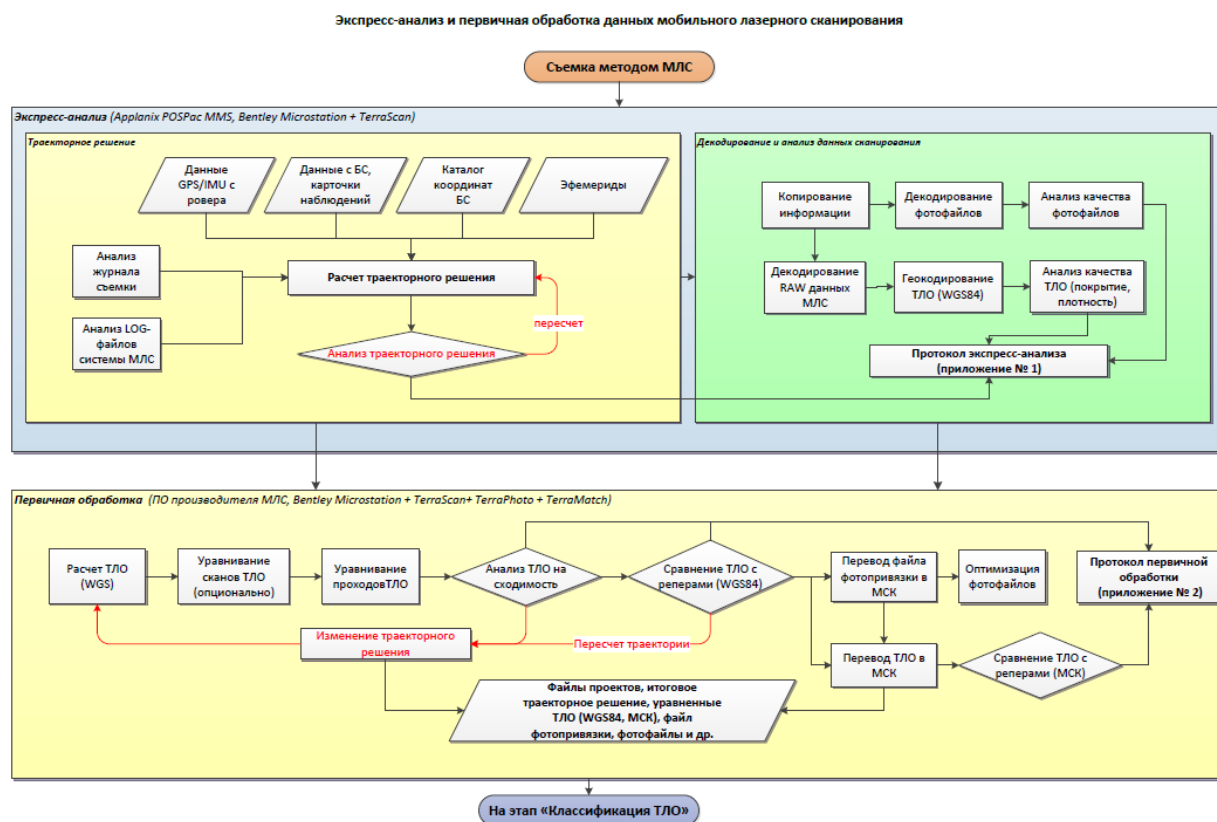 Экспресс-анализ и первичная обработка данных мобильного лазерного сканирования
Съемка методом МЛС
Экспресс-анализ (Applanix POSPac MMS, Bentley Microstation + TerraScan)
Траекторное решение
Данные
GPS/IMU с
ровера
Данные с БС,
карточки
наблюдений
Каталог
координат
БС
Эфемериды
Анализ
журнала
съемки
Расчет траекторного решения
пересчет
Анализ LOG-
файлов
системы МЛС
Анализ траекторного решения
Декодирование и анализ данных сканирования
Копирование
информации
Декодирование
фотофайлов
Анализ качества
фотофайлов
Декодирование
RAW данных
МЛС
Геокодирование
ТЛО (WGS84)
Анализ качества
ТЛО (покрытие,
плотность)
Протокол экспресс-анализа
(приложение № 1)
Первичная обработка (ПО производителя МЛС, Bentley Microstation + TerraScan+ TerraPhoto + TerraMatch)
Расчет ТЛО
(WGS)
Уравнивание
сканов ТЛО
(опционально)
Уравнивание
проходовТЛО
Анализ ТЛО на
сходимость
Сравнение ТЛО с
реперами (WGS84)
Перевод файла
фотопривязки в
МСК
Оптимизация
фотофайлов
Протокол первичной
обработки
(приложение № 2)
Изменение траекторного
решения
Пересчет траектории
Перевод ТЛО в
МСК
Сравнение ТЛО с
реперами (МСК)
Файлы проектов, итоговое
траекторное решение, уравненные
ТЛО (WGS84, МСК), файл
фотопривязки, фотофайлы и др.
На этап «Классификация ТЛО»